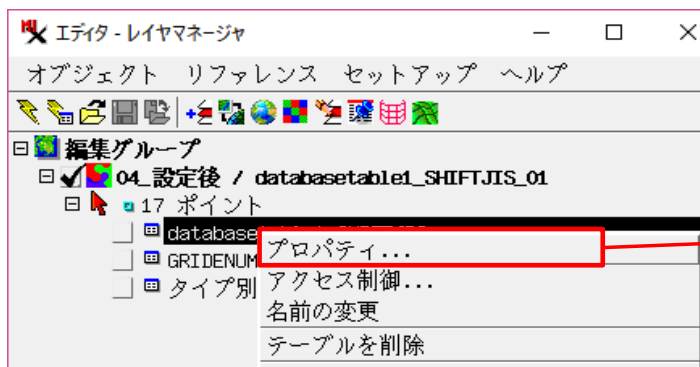 エディタ - レイヤマネージャ
オブジェクト リファレンス セットアップ ヘルプ
編集グループ
04_設定後 / databasetable1_SHIFTJIS_01
17 ポイント
database
プロパティ...
GRIDENUM
アクセス制御...
タイプ別
名前の変更
テーブルを削除